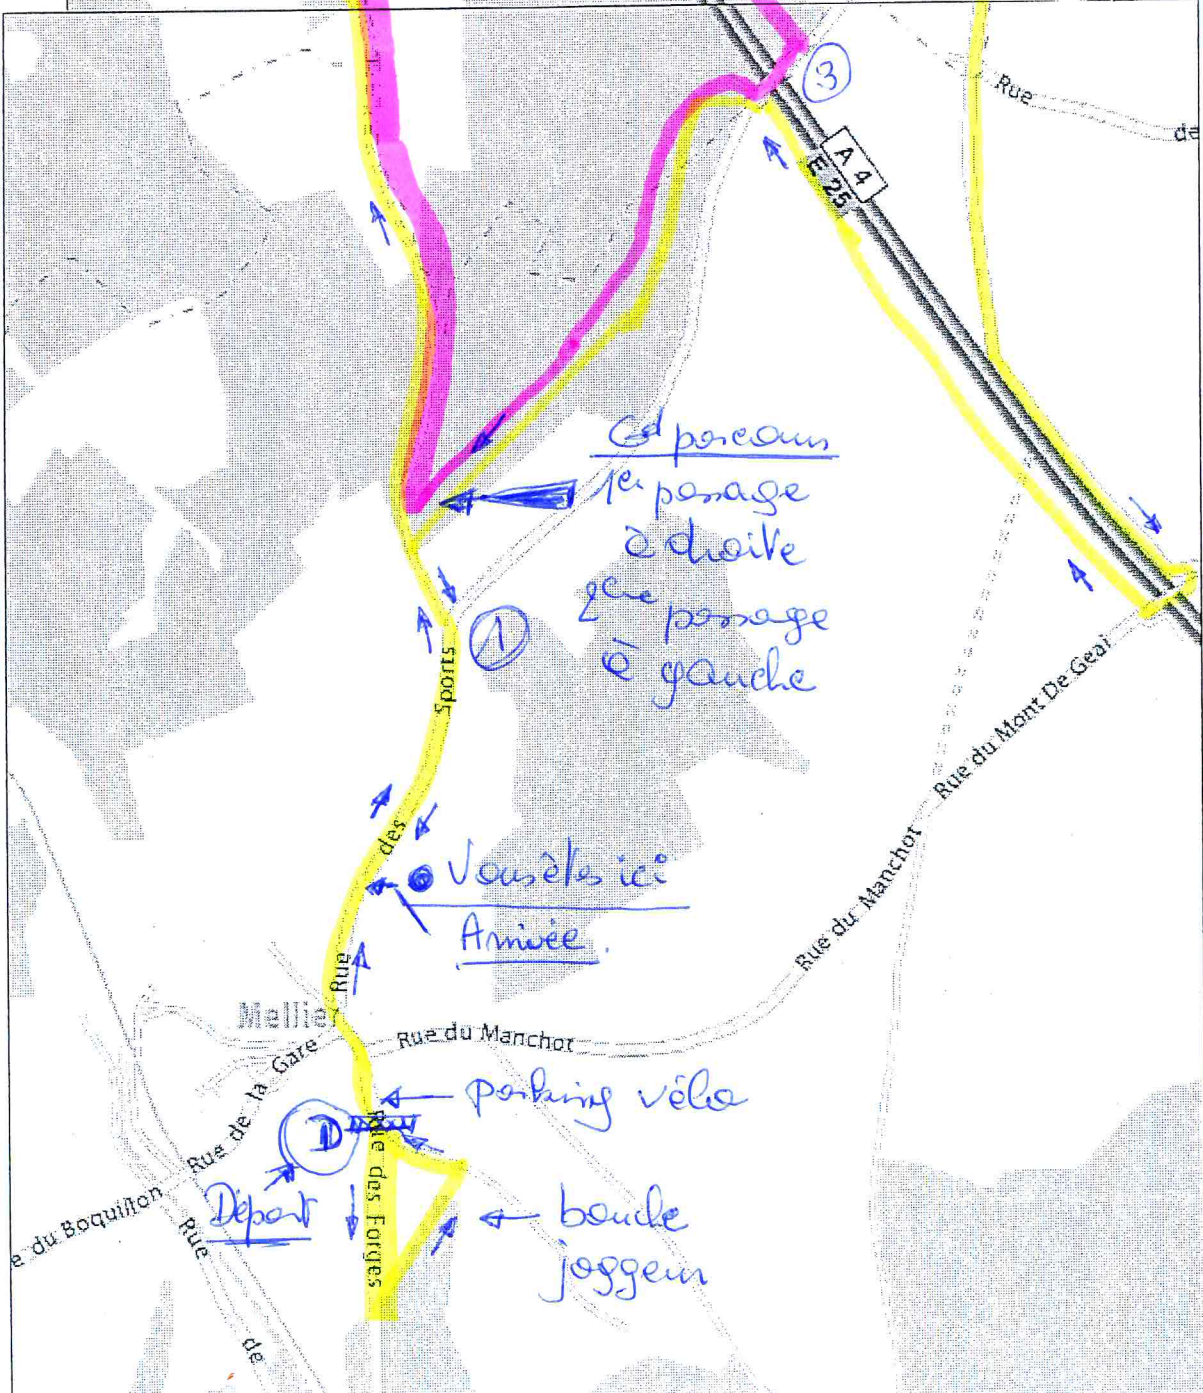 3
Rue
de
A 4
E 25
Gd parcours
1er passage
à droite
2ème passage
à gauche
1
Sports
des
Rue
Vous êtes ici
Arrivée.
Rue du Mont De Geai
Rue du Manchot
Mellier
Rue du Manchot
Rue de la Gare
parking vélo
D
Départ
Rue des Forges
e du Boquillon
Rue
de
boucle
joggeur